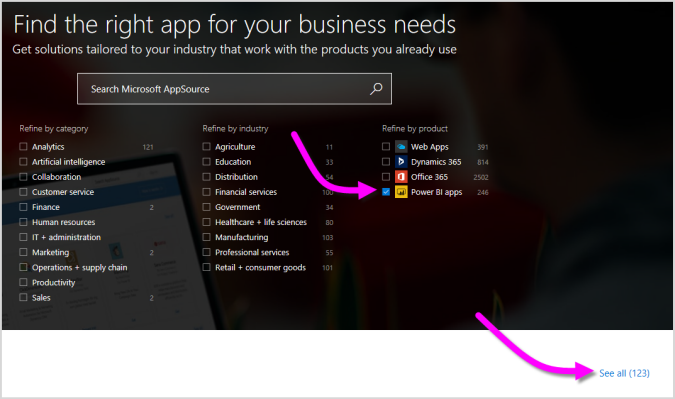 Find the right app for your business needs
Get solutions tailored to your industry that work with the products you already use
Search Microsoft AppSource
Refine by category
Analytics 121
Artificial intelligence
Collaboration
Customer service
Finance 2
Human resources
IT + administration
Marketing 2
Operations + supply chain
Productivity
Sales 2
Refine by industry
Agriculture 11
Education 33
Distribution 54
Financial services 100
Government 34
Healthcare + life sciences 80
Manufacturing 103
Professional services 55
Retail + consumer goods 101
Refine by product
Web Apps 391
Dynamics 365 814
Office 365 2502
Power BI apps 246
See all (123)